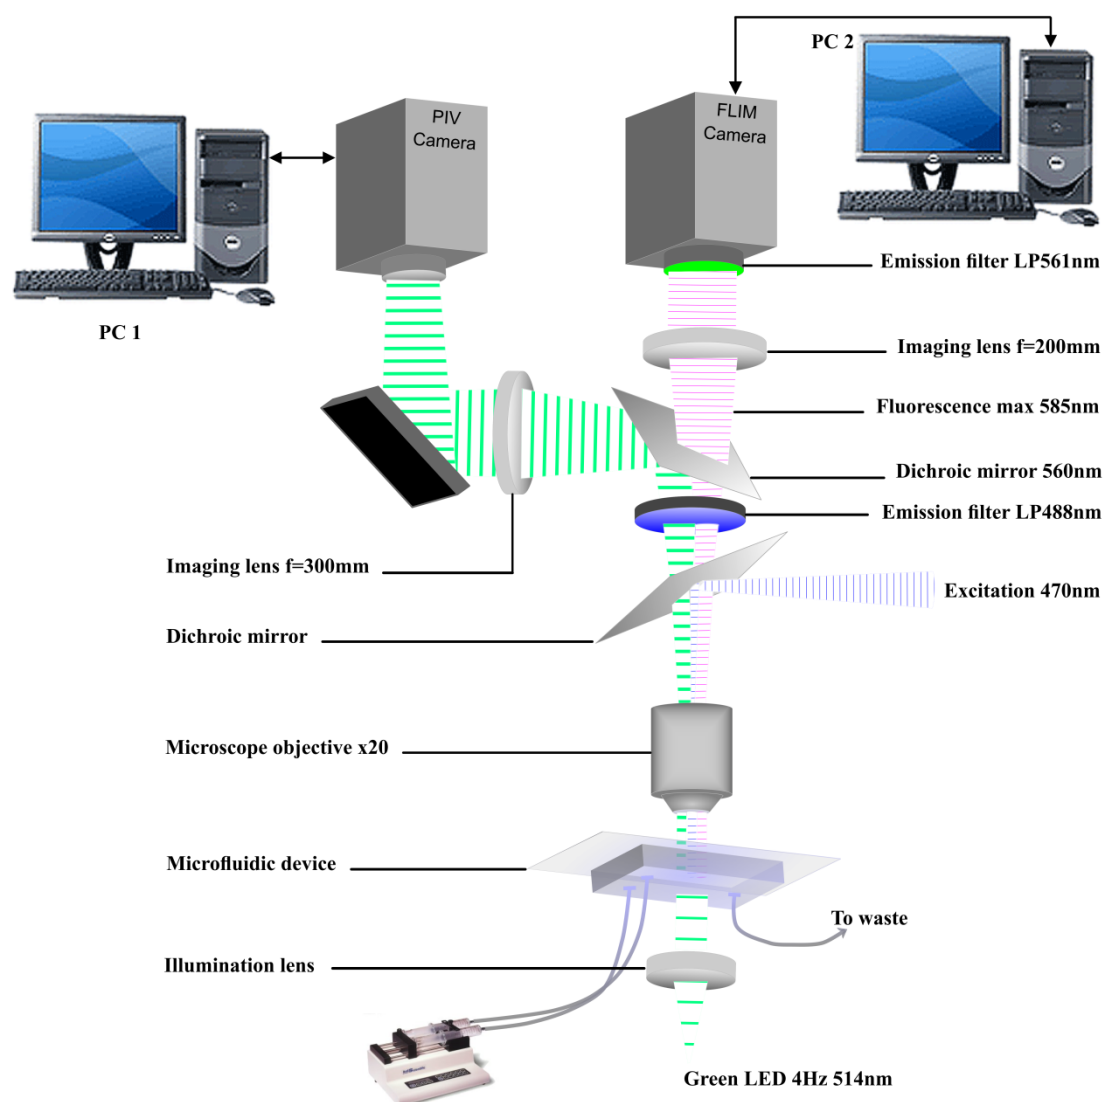 PC 2
PIV
Camera
FLIM
Camera
Emission filter LP561nm
PC 1
Imaging lens f=200mm
Fluorescence max 585nm
Dichroic mirror 560nm
Emission filter LP488nm
Imaging lens f=300mm
Excitation 470nm
Dichroic mirror
Microscope objective x20
Microfluidic device
To waste
Illumination lens
Green LED 4Hz 514nm